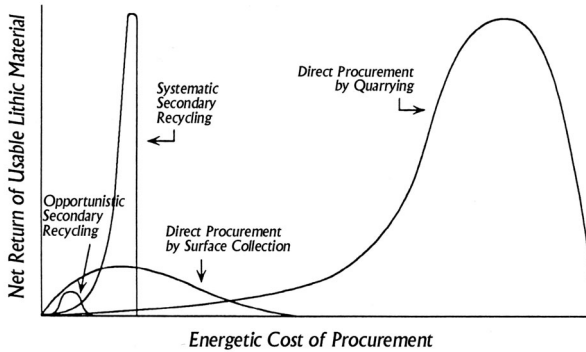 Net Return of Usable Lithic Material
Systematic
Secondary
Recycling
Direct Procurement
by Quarrying
Opportunistic
Secondary
Recycling
Direct Procurement
by Surface Collection
Energetic Cost of Procurement